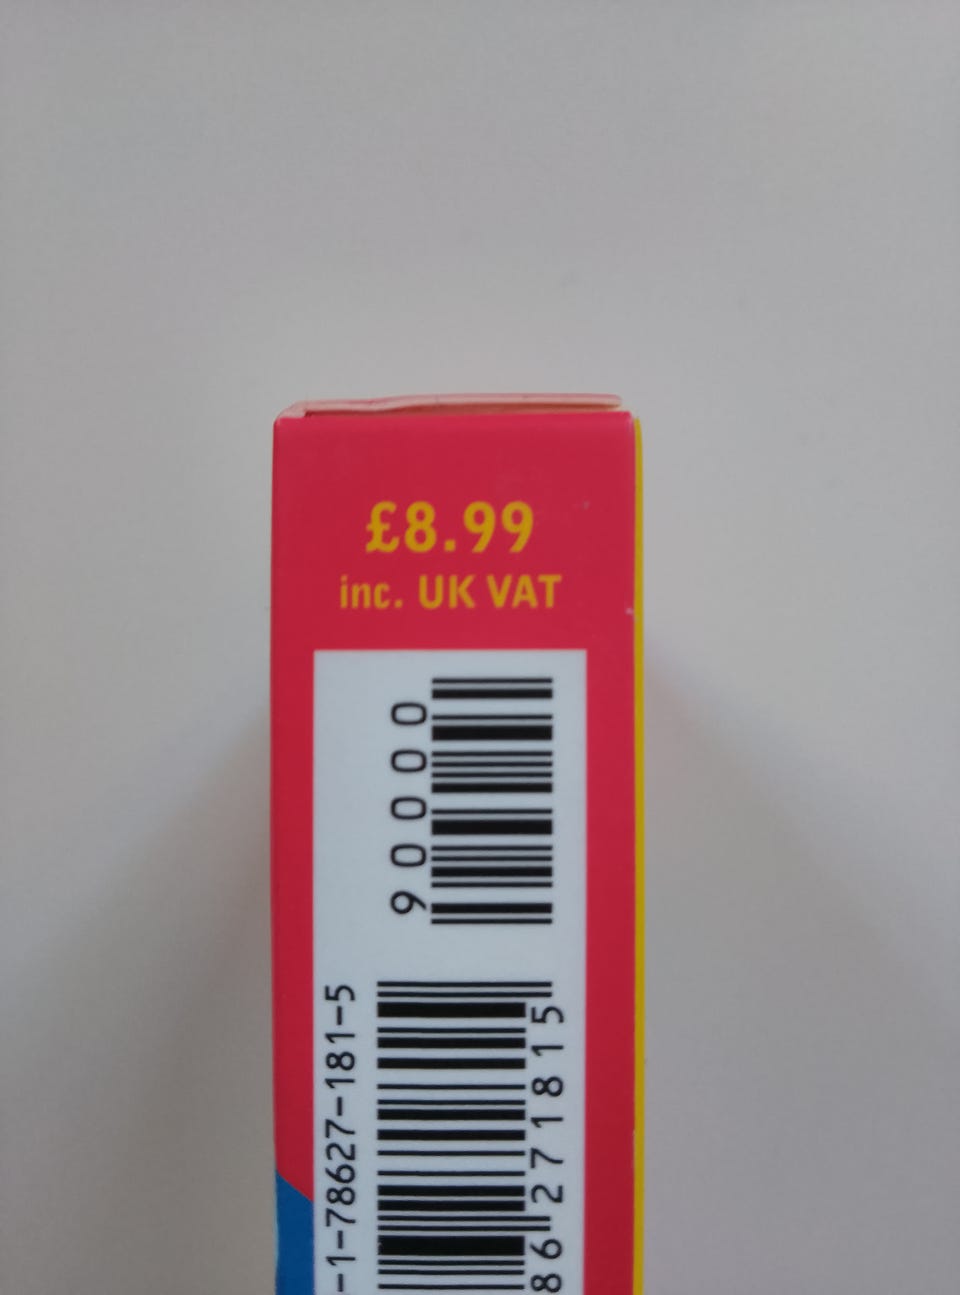 £8.99
inc. UK VAT
90000
-1-78627-181-5
86271815